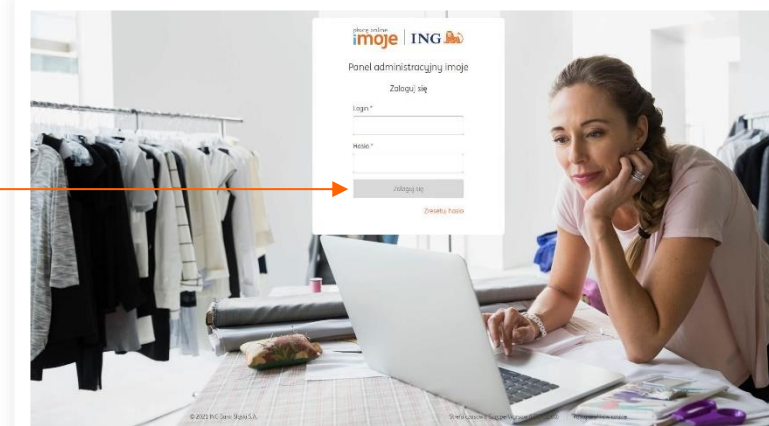 płacę online
imoje | ING
Panel administracyjny imoje
Zaloguj się
Login *
Hasło *
Zaloguj się
Zresetuj hasło
© 2021 ING Bank Śląski S.A.